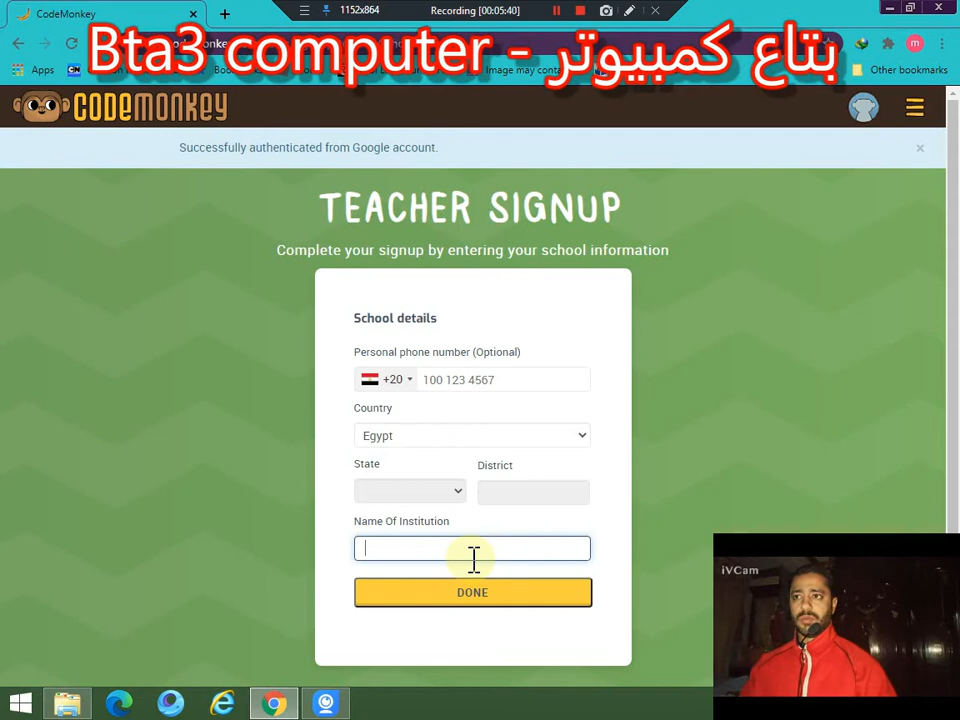 CodeMonkey
1152x864
Recording [00:05:40]
Bta3 computer - بتاع كمبيوتر
Apps
Image may cont
Other bookmarks
CODEMONKEY
Successfully authenticated from Google account.
TEACHER SIGNUP
Complete your signup by entering your school information
School details
Personal phone number (Optional)
+20
100 123 4567
Country
Egypt
State
District
Name Of Institution
DONE
iVCam